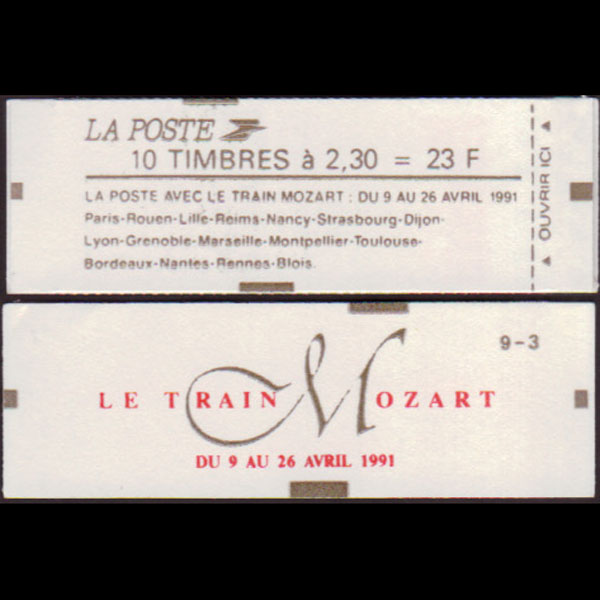 LA POSTE
10 TIMBRES à 2,30 = 23 F
LA POSTE AVEC LE TRAIN MOZART : DU 9 AU 26 AVRIL 1991
Paris-Rouen-Lille-Reims-Nancy-Strasbourg-Dijon-
Lyon-Grenoble-Marseille-Montpellier-Toulouse-
Bordeaux-Nantes-Rennes-Blois.
▲ OUVRIR ICI ▲
9-3
LE TRAIN MOZART
DU 9 AU 26 AVRIL 1991